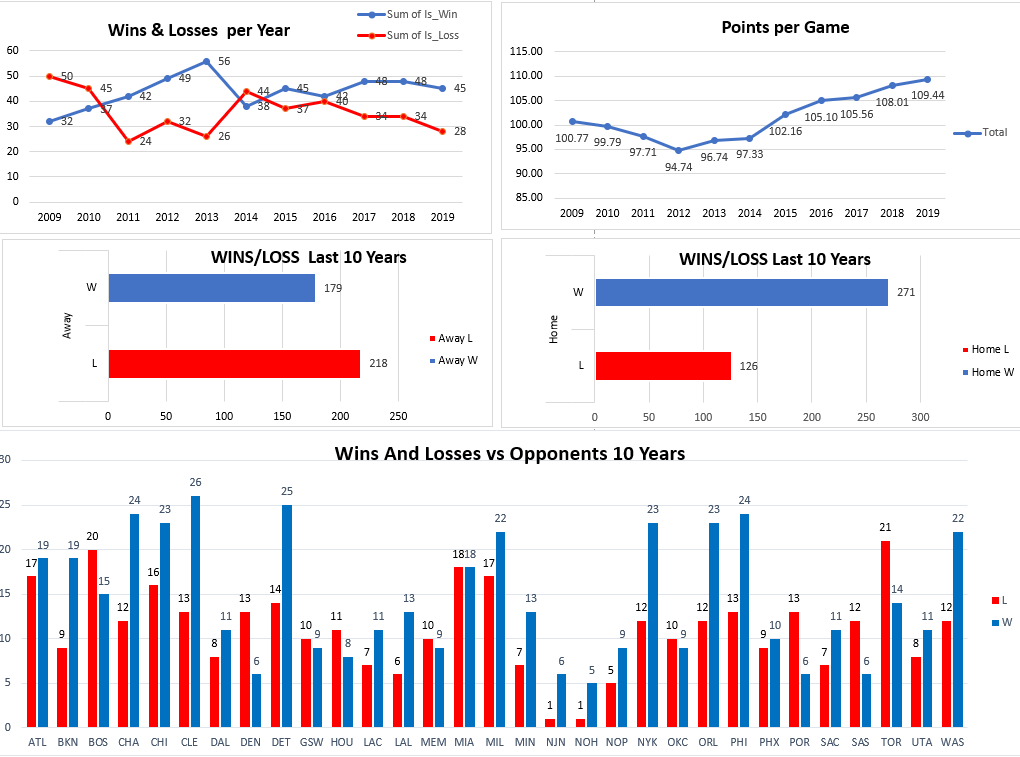 Wins & Losses per Year
Sum of Is_Win
Sum of Is_Loss
60
50
40
30
20
10
0
50 45 24 32 26 44 37 40 34 34 28
32 37 42 49 56 38 45 42 48 48 45
2009 2010 2011 2012 2013 2014 2015 2016 2017 2018 2019
Points per Game
115.00
110.00
105.00
100.00
95.00
90.00
85.00
100.77 99.79 97.71 94.74 96.74 97.33 102.16 105.10 105.56 108.01 109.44
Total
2009 2010 2011 2012 2013 2014 2015 2016 2017 2018 2019
WINS/LOSS Last 10 Years
Away
W 179
L 218
Away L
Away W
0 50 100 150 200 250
WINS/LOSS Last 10 Years
Home
W 271
L 126
Home L
Home W
0 50 100 150 200 250 300
Wins And Losses vs Opponents 10 Years
30
25
20
15
10
5
0
17 19 9 19 20 15 12 24 16 23 13 26 8 11 13 6 14 25 10 9 11 8 7 11 6 13 10 9 18 18 17 22 7 13 1 6 1 5 5 9 12 23 10 9 12 23 13 24 9 10 13 6 7 11 12 6 21 14 8 11 12 22
L
W
ATL BKN BOS CHA CHI CLE DAL DEN DET GSW HOU LAC LAL MEM MIA MIL MIN NJN NOH NOP NYK OKC ORL PHI PHX POR SAC SAS TOR UTA WAS